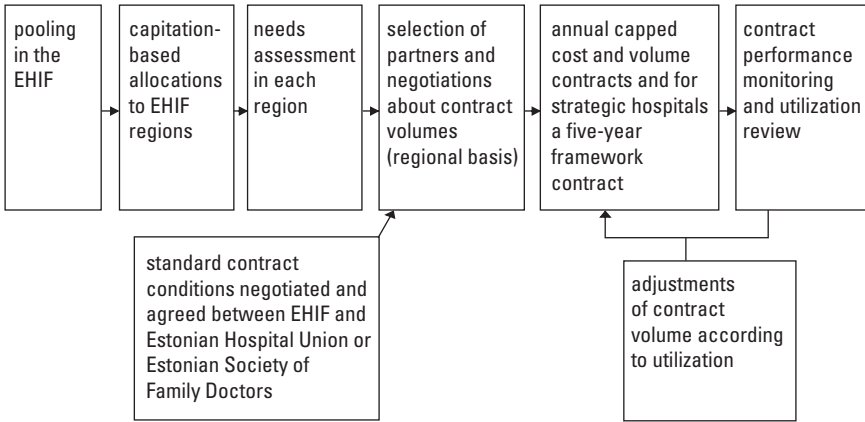 pooling
in the
EHIF
capitation-
based
allocations
to EHIF
regions
needs
assessment
in each
region
selection of
partners and
negotiations
about contract
volumes
(regional basis)
annual capped
cost and volume
contracts and for
strategic hospitals
a five-year
framework
contract
contract
performance
monitoring
and utilization
review
standard contract
conditions negotiated and
agreed between EHIF and
Estonian Hospital Union or
Estonian Society of
Family Doctors
adjustments
of contract
volume according
to utilization